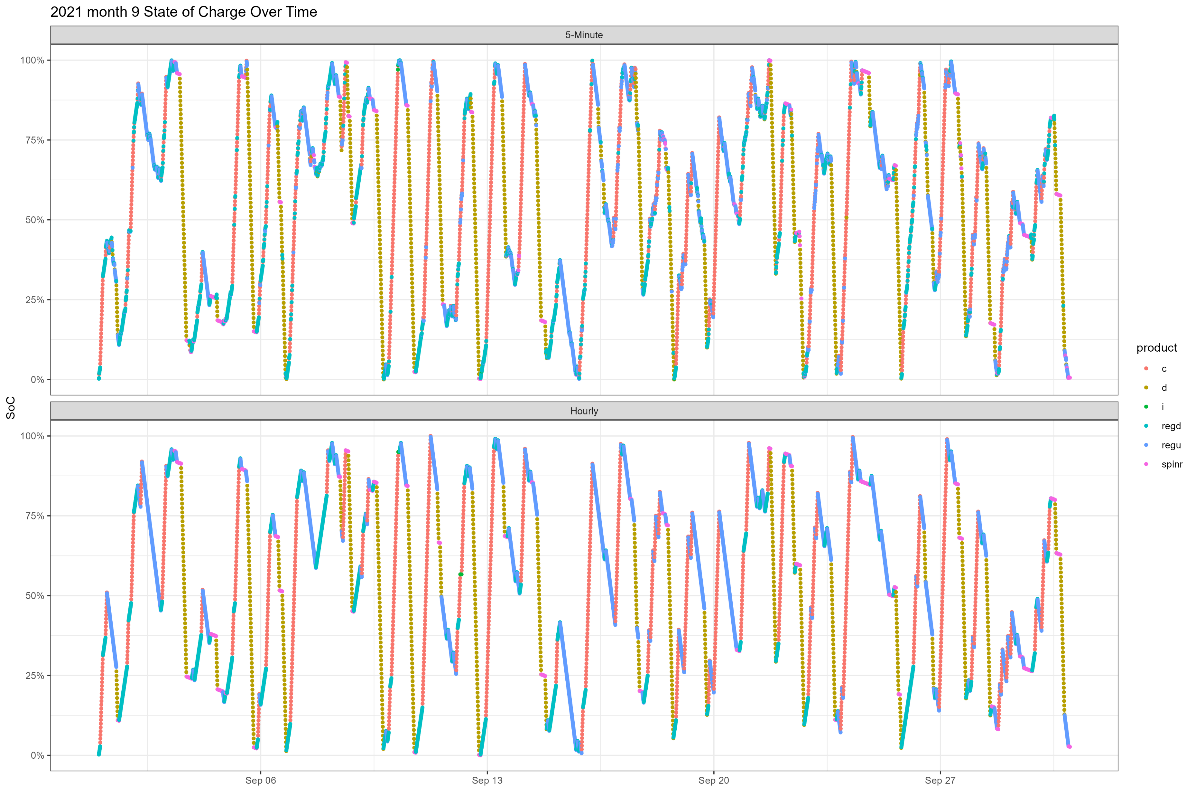 2021 month 9 State of Charge Over Time
5-Minute
100%
75%
50%
25%
0%
SoC
Hourly
100%
75%
50%
25%
0%
Sep 06
Sep 13
Sep 20
Sep 27
product
c
d
i
regd
regu
spinr